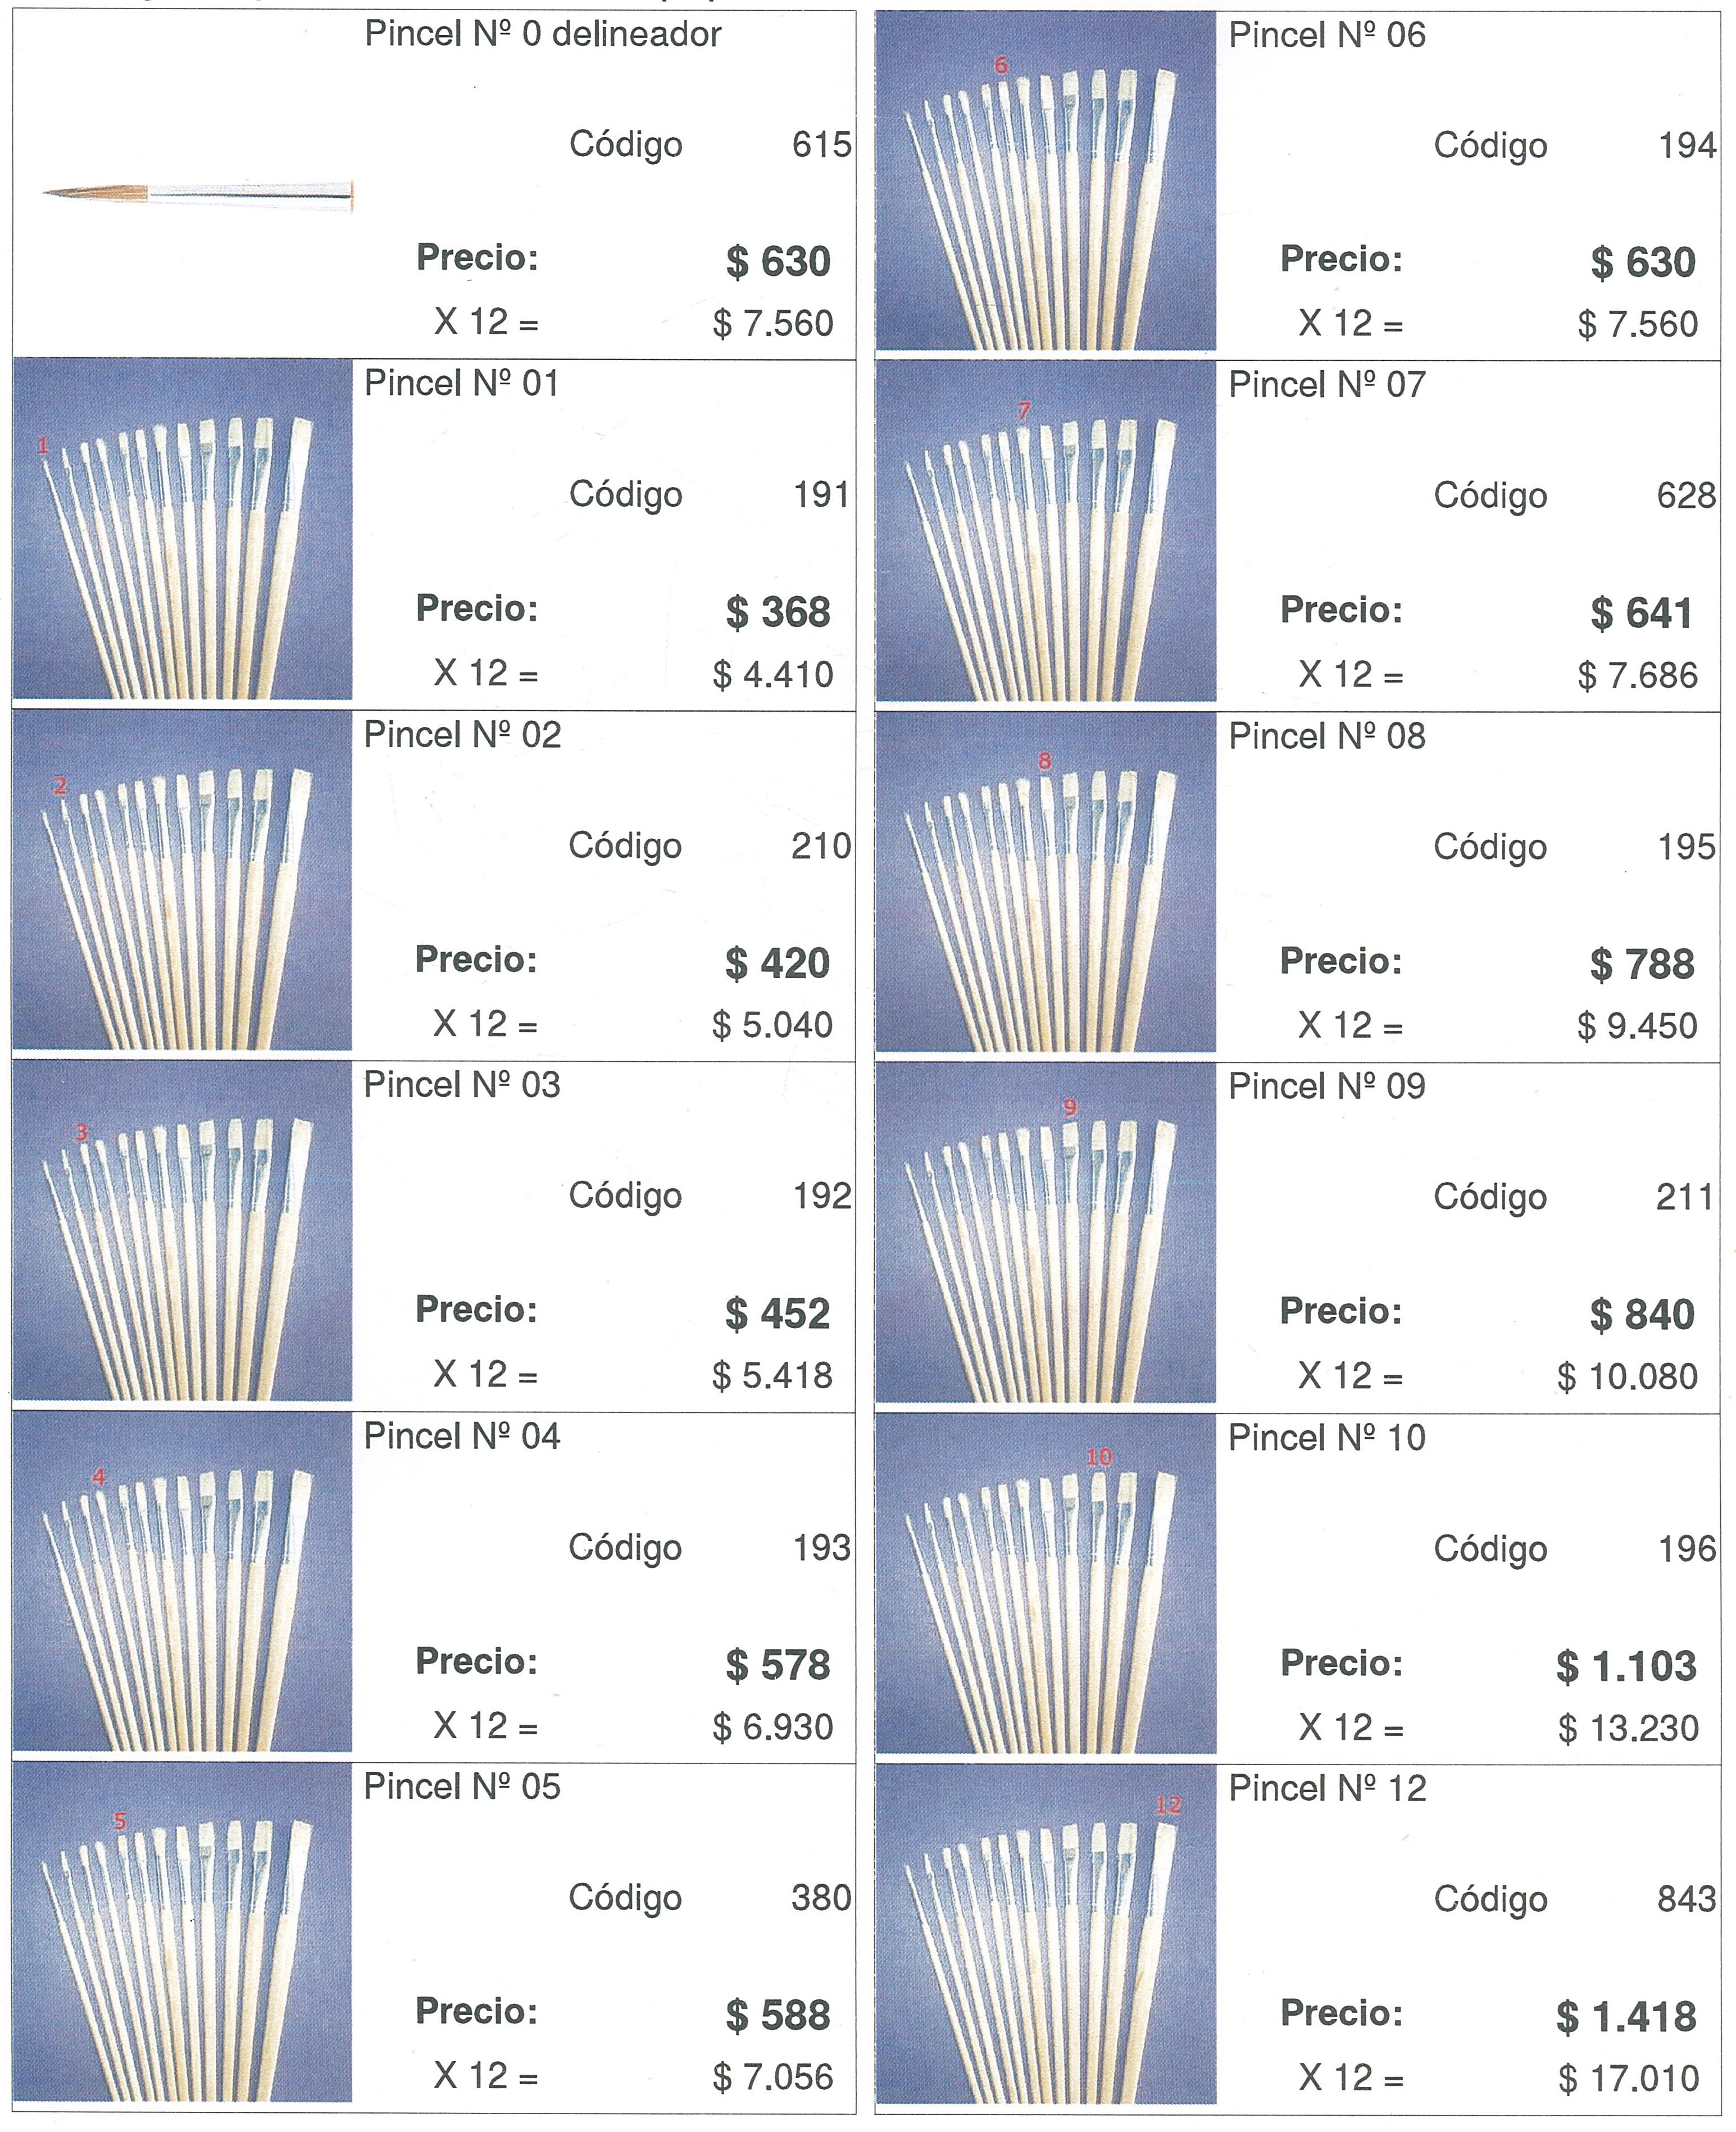 Pincel Nº 0 delineador
Código 615
Precio: $ 630
X 12 = $ 7.560
1
Pincel Nº 01
Código 191
Precio: $ 368
X 12 = $ 4.410
2
Pincel Nº 02
Código 210
Precio: $ 420
X 12 = $ 5.040
3
Pincel Nº 03
Código 192
Precio: $ 452
X 12 = $ 5.418
4
Pincel Nº 04
Código 193
Precio: $ 578
X 12 = $ 6.930
5
Pincel Nº 05
Código 380
Precio: $ 588
X 12 = $ 7.056
6
Pincel Nº 06
Código 194
Precio: $ 630
X 12 = $ 7.560
7
Pincel Nº 07
Código 628
Precio: $ 641
X 12 = $ 7.686
8
Pincel Nº 08
Código 195
Precio: $ 788
X 12 = $ 9.450
9
Pincel Nº 09
Código 211
Precio: $ 840
X 12 = $ 10.080
10
Pincel Nº 10
Código 196
Precio: $ 1.103
X 12 = $ 13.230
12
Pincel Nº 12
Código 843
Precio: $ 1.418
X 12 = $ 17.010